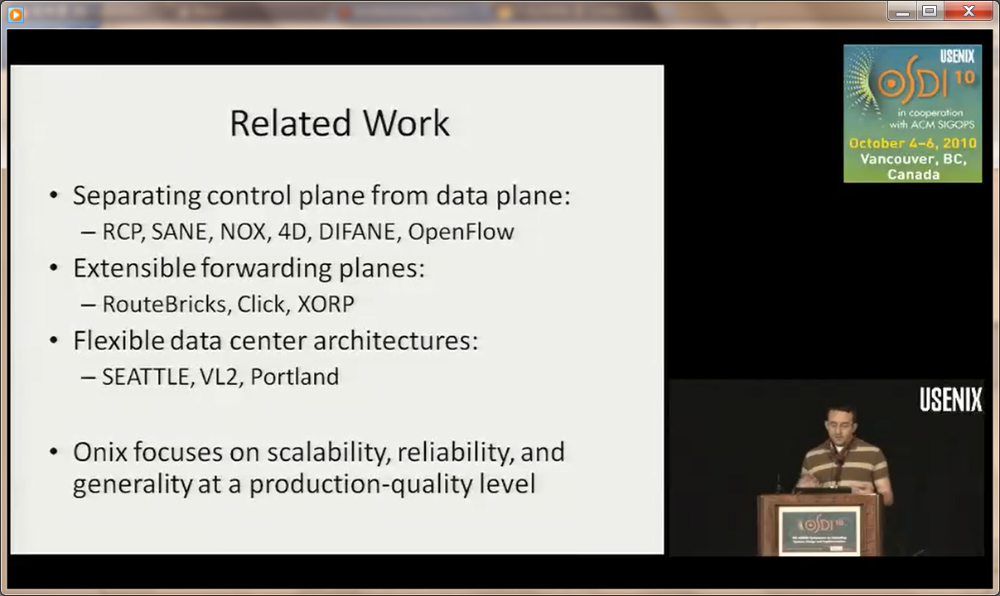 Related Work
• Separating control plane from data plane:
– RCP, SANE, NOX, 4D, DIFANE, OpenFlow
• Extensible forwarding planes:
– RouteBricks, Click, XORP
• Flexible data center architectures:
– SEATTLE, VL2, Portland
• Onix focuses on scalability, reliability, and
generality at a production-quality level
USENIX
OSDI 10
in cooperation
with ACM SIGOPS
October 4–6, 2010
Vancouver, BC,
Canada
USENIX
OSDI 10